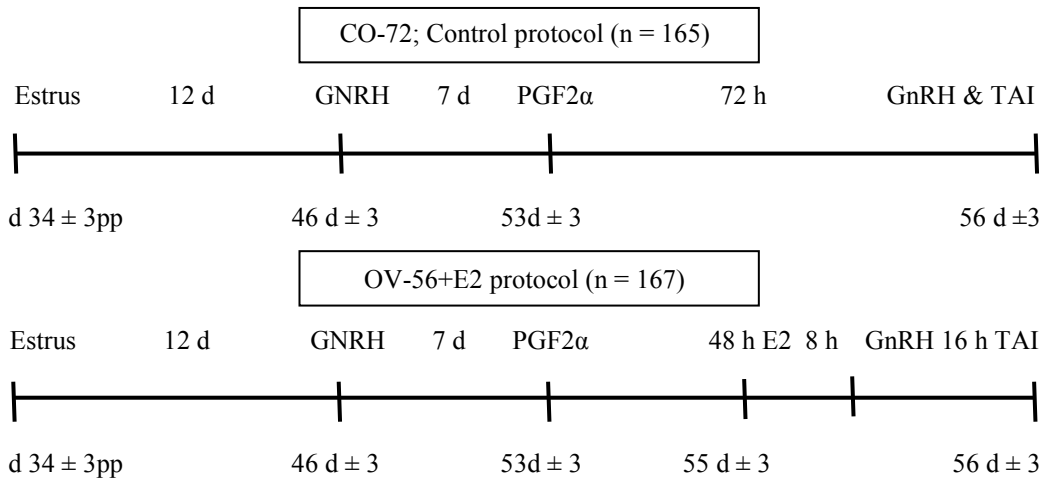 CO-72; Control protocol (n = 165)
Estrus 12 d GNRH 7 d PGF2α 72 h GnRH & TAI
d 34 ± 3pp 46 d ± 3 53d ± 3 56 d ±3
OV-56+E2 protocol (n = 167)
Estrus 12 d GNRH 7 d PGF2α 48 h E2 8 h GnRH 16 h TAI
d 34 ± 3pp 46 d ± 3 53d ± 3 55 d ± 3 56 d ± 3